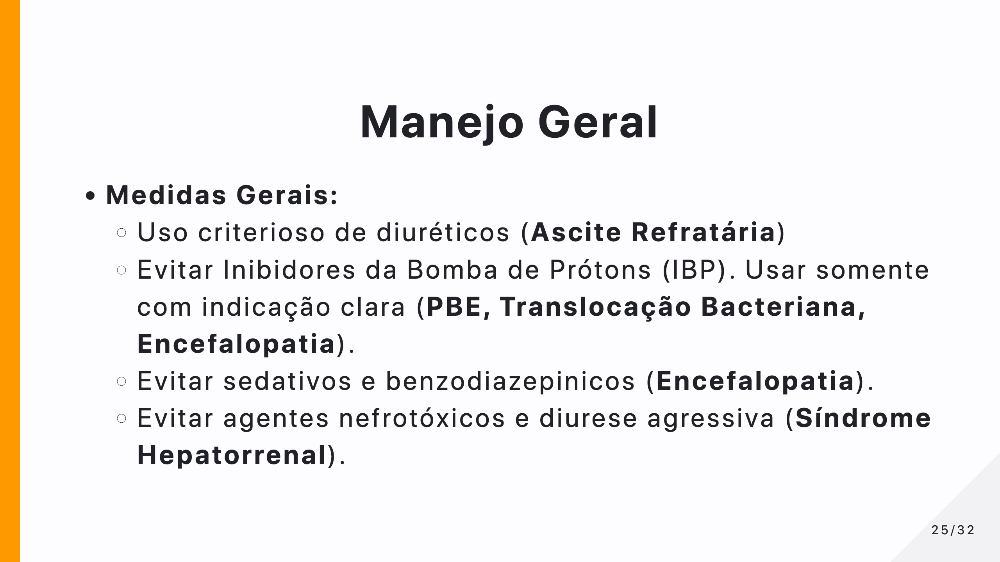 Manejo Geral
• Medidas Gerais:
○ Uso criterioso de diuréticos (Ascite Refratária)
○ Evitar Inibidores da Bomba de Prótons (IBP). Usar somente
com indicação clara (PBE, Translocação Bacteriana,
Encefalopatia).
○ Evitar sedativos e benzodiazepinicos (Encefalopatia).
○ Evitar agentes nefrotóxicos e diurese agressiva (Síndrome
Hepatorrenal).
25/32